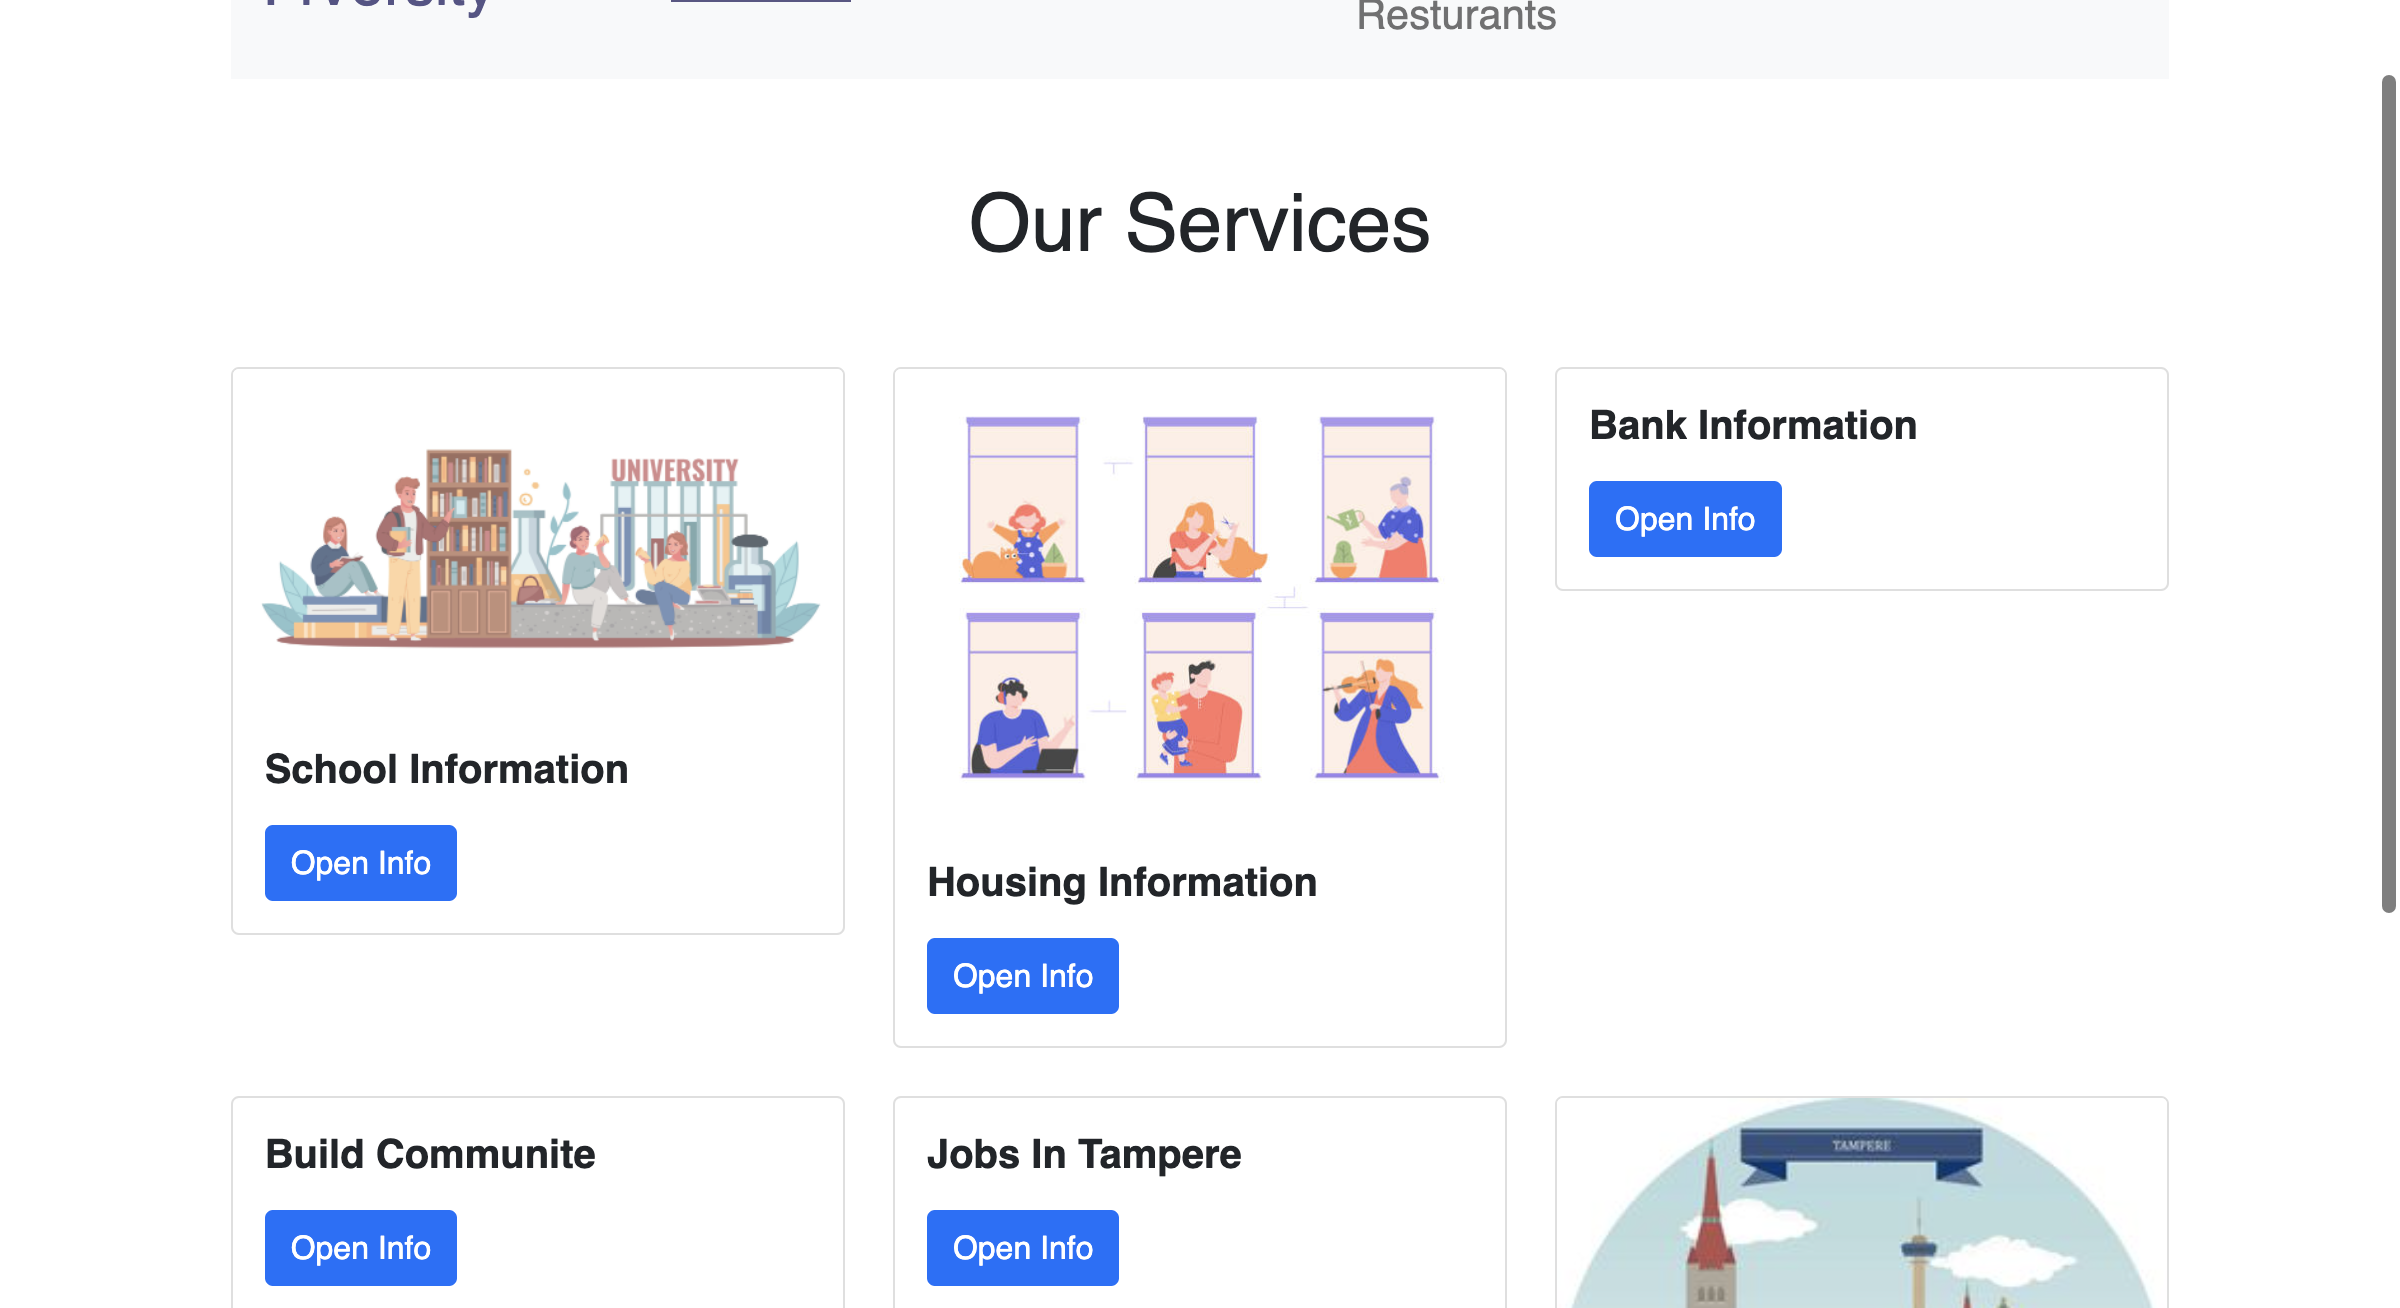 Resturants
Our Services
UNIVERSITY
School Information
Open Info
Housing Information
Open Info
Bank Information
Open Info
Build Communite
Open Info
Jobs In Tampere
Open Info
TAMPERE